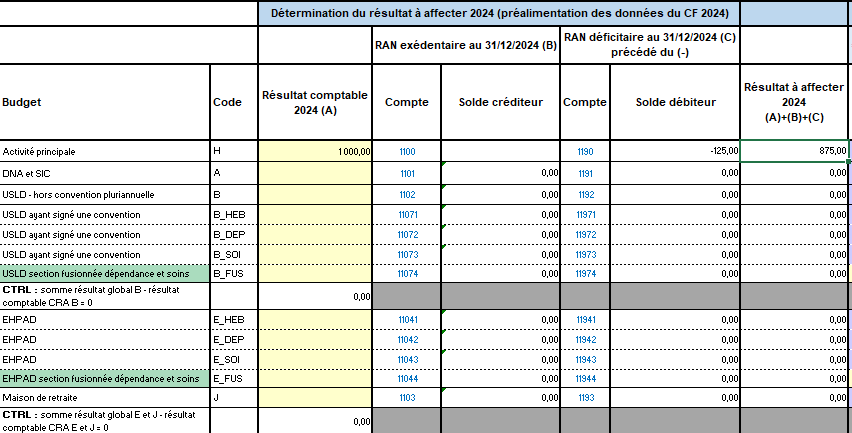 Détermination du résultat à affecter 2024 (préalimentation des données du CF 2024)
RAN exédentaire au 31/12/2024 (B)
RAN déficitaire au 31/12/2024 (C)
précédé du (-)
Budget
Code
Résultat comptable
2024 (A)
Compte
Solde créditeur
Compte
Solde débiteur
Résultat à affecter
2024
(A)+(B)+(C)
Activité principale H 1000,00 1100 1190 -125,00 875,00
DNA et SIC A 1101 0,00 1191 0,00 0,00
USLD - hors convention pluriannuelle B 1102 0,00 1192 0,00 0,00
USLD ayant signé une convention B_HEB 11071 0,00 11971 0,00 0,00
USLD ayant signé une convention B_DEP 11072 0,00 11972 0,00 0,00
USLD ayant signé une convention B_SOI 11073 0,00 11973 0,00 0,00
USLD section fusionnée dépendance et soins B_FUS 11074 0,00 11974 0,00 0,00
CTRL : somme résultat global B - résultat
comptable CRA B = 0
0,00
EHPAD E_HEB 11041 0,00 11941 0,00 0,00
EHPAD E_DEP 11042 0,00 11942 0,00 0,00
EHPAD E_SOI 11043 0,00 11943 0,00 0,00
EHPAD section fusionnée dépendance et soins E_FUS 11044 0,00 11944 0,00 0,00
Maison de retraite J 1103 0,00 1193 0,00 0,00
CTRL : somme résultat global E et J - résultat
comptable CRA E et J = 0
0,00